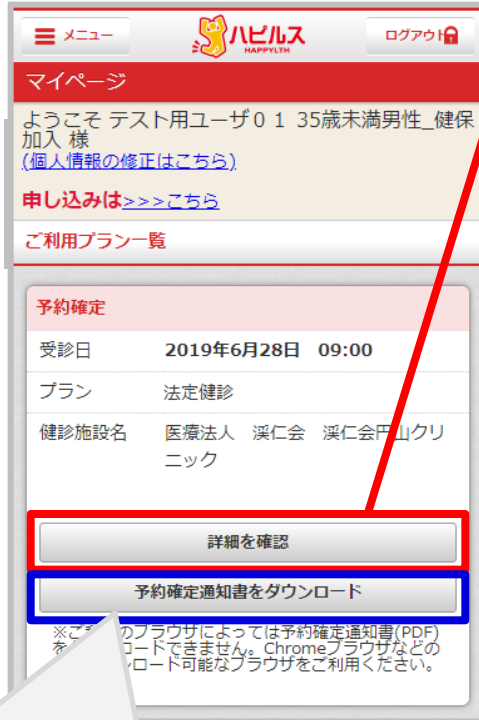 メニュー
ハピルス
HAPPYLTH
ログアウト
マイページ
ようこそ テスト用ユーザ01 35歳未満男性_健保
加入 様
(個人情報の修正はこちら)
申し込みは>>>こちら
ご利用プラン一覧
予約確定
受診日 2019年6月28日 09:00
プラン 法定健診
健診施設名 医療法人 渓仁会 渓仁会円山クリ
ニック
詳細を確認
予約確定通知書をダウンロード
※ご のブラウザによっては予約確定通知書(PDF)
を ロードできません。Chromeブラウザなどの
ロード可能なブラウザをご利用ください。